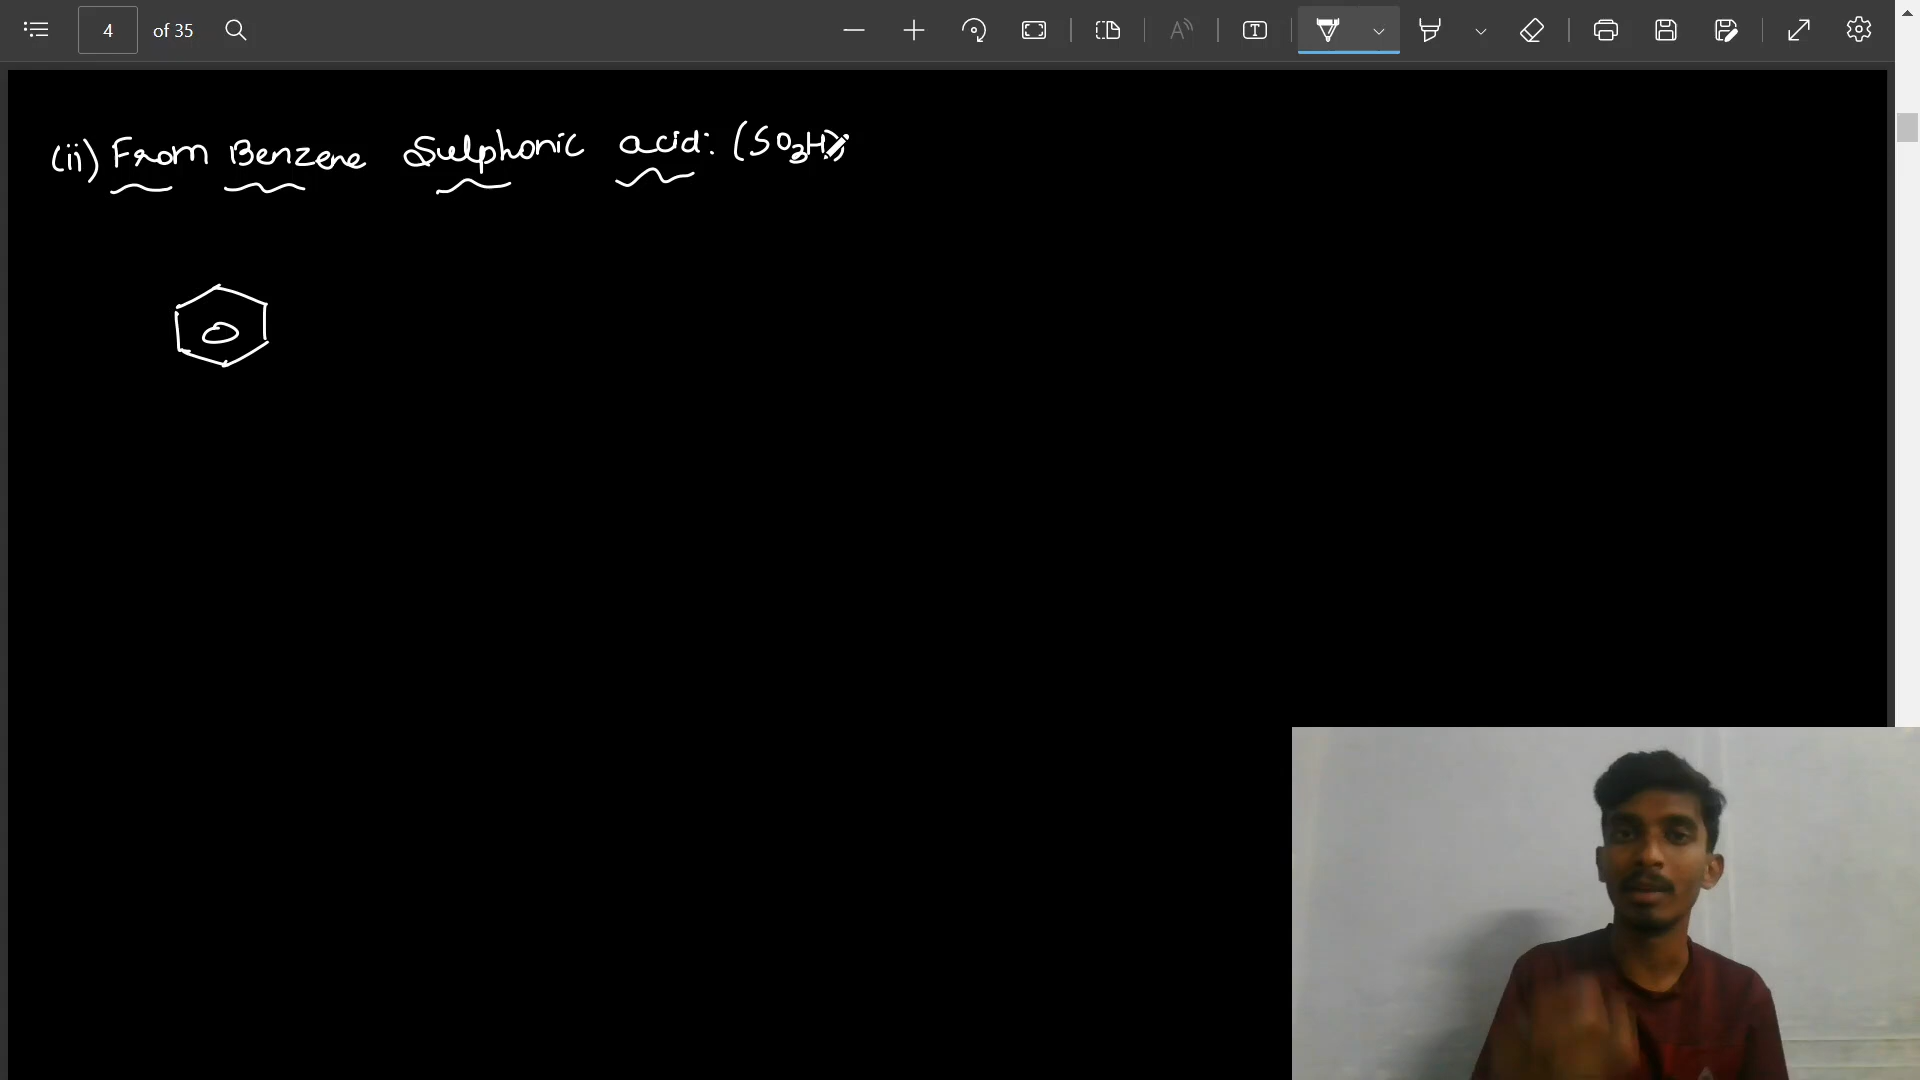 4 of 35
(ii) From Benzene Sulphonic acid: (SO3H)